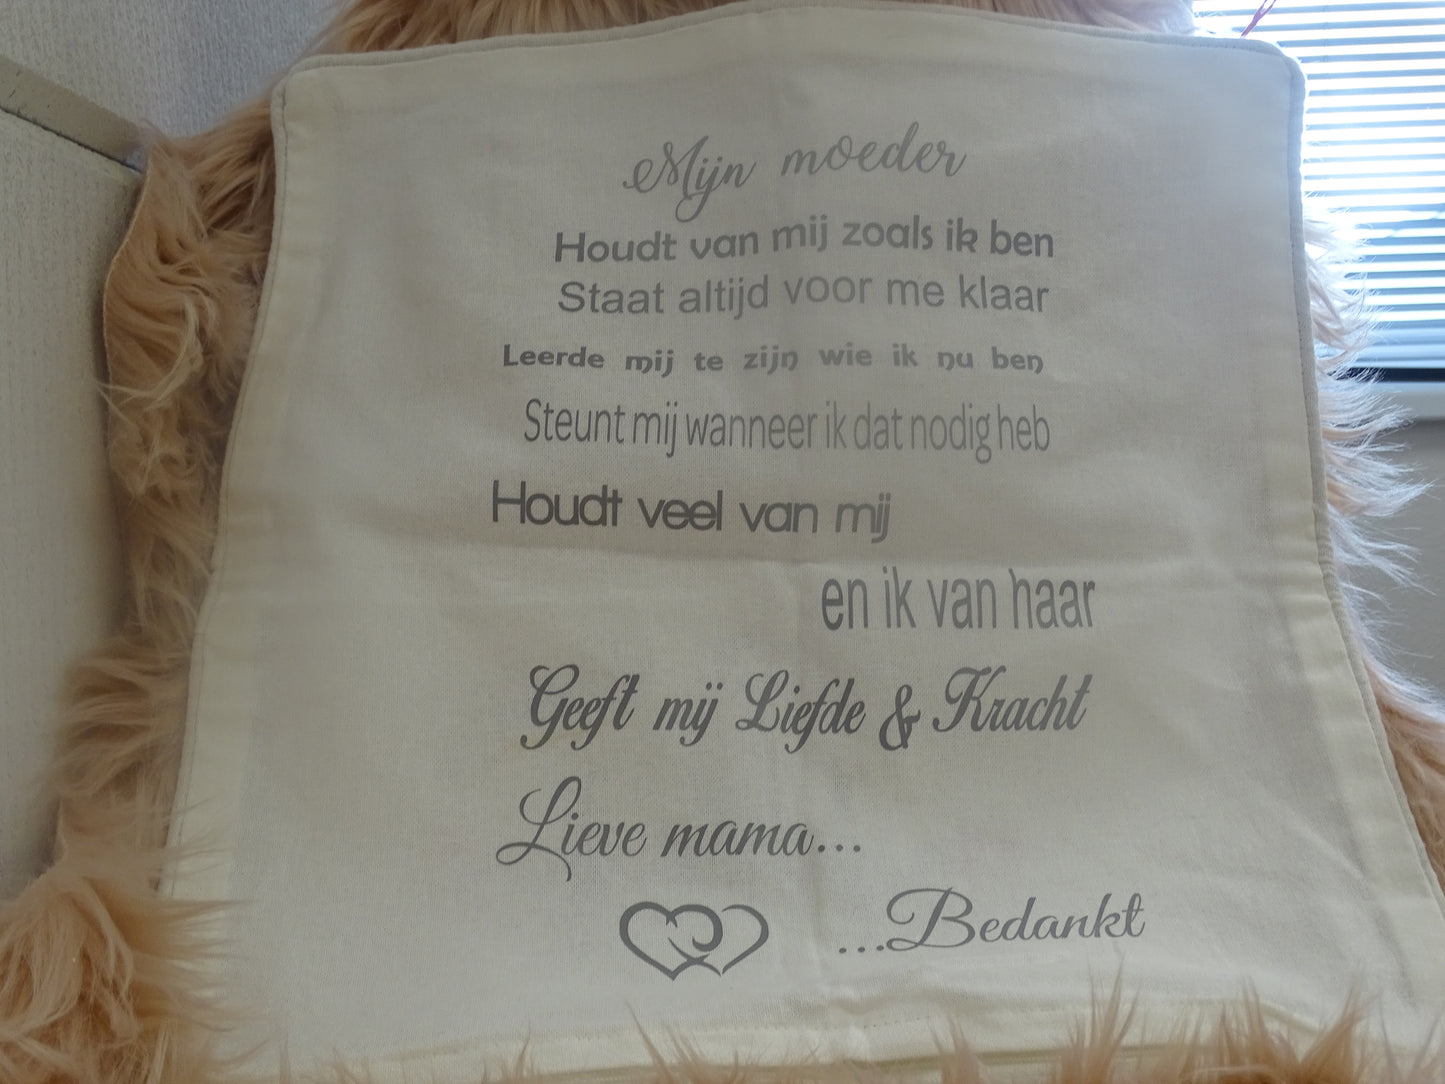 Mijn moeder
Houdt van mij zoals ik ben
Staat altijd voor me klaar
Leerde mij te zijn wie ik nu ben
Steunt mij wanneer ik dat nodig heb
Houdt veel van mij
en ik van haar
Geeft mij Liefde & Kracht
Lieve mama...
...Bedankt